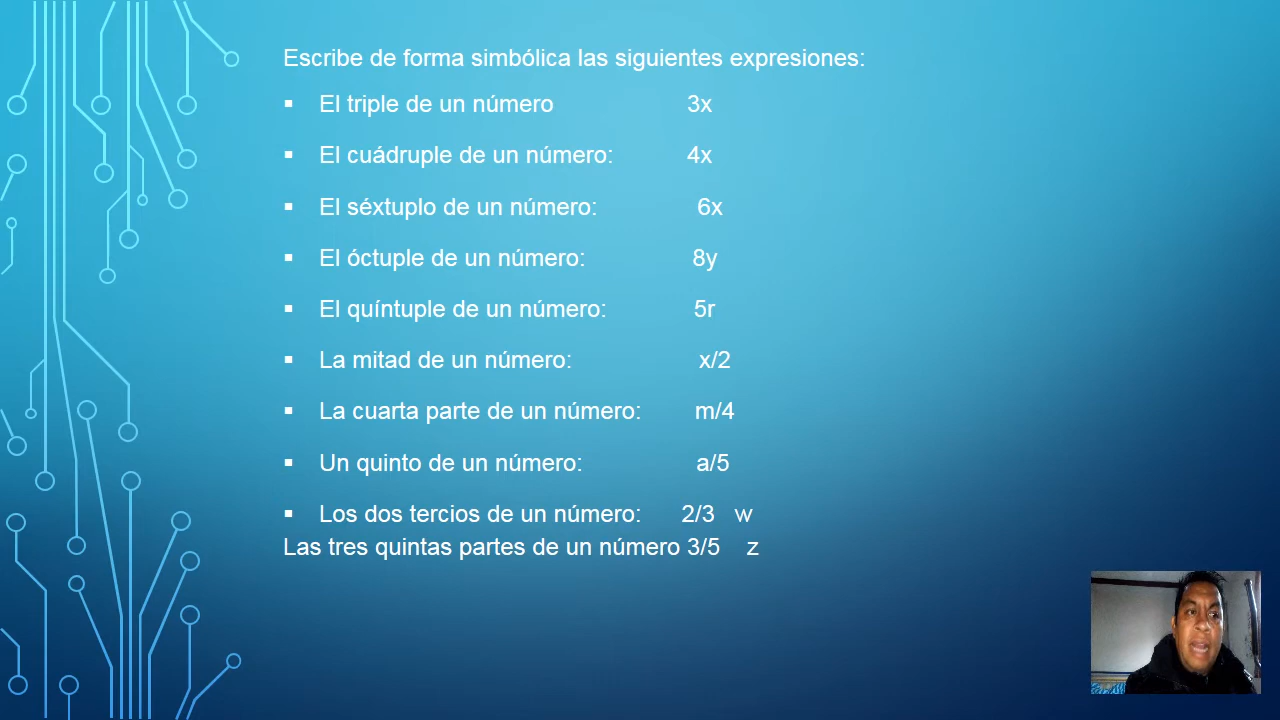 Escribe de forma simbólica las siguientes expresiones:
▪ El triple de un número 3x
▪ El cuádruple de un número: 4x
▪ El séxtuplo de un número: 6x
▪ El óctuple de un número: 8y
▪ El quíntuple de un número: 5r
▪ La mitad de un número: x/2
▪ La cuarta parte de un número: m/4
▪ Un quinto de un número: a/5
▪ Los dos tercios de un número: 2/3 w
Las tres quintas partes de un número 3/5 z